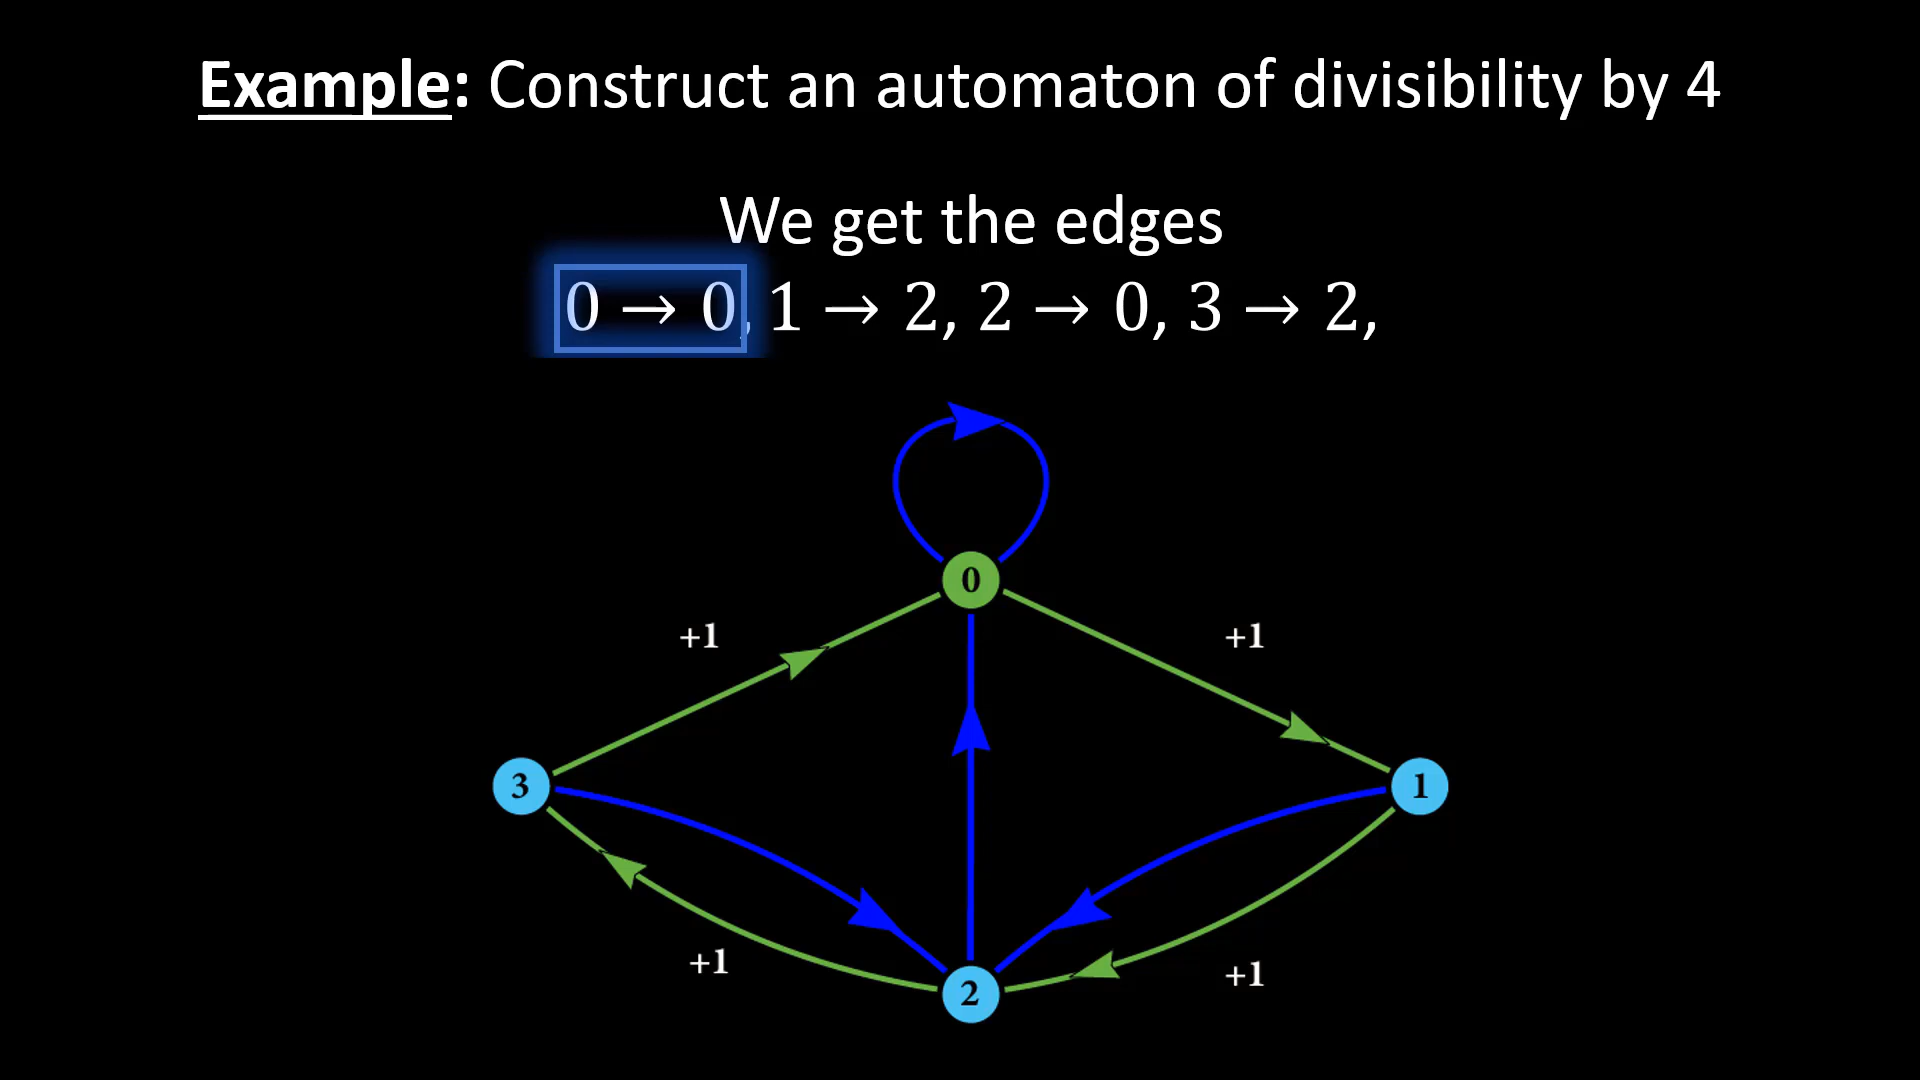 Example: Construct an automaton of divisibility by 4
We get the edges
0 → 0, 1 → 2, 2 → 0, 3 → 2,
0
+1
+1
3
1
+1
+1
2